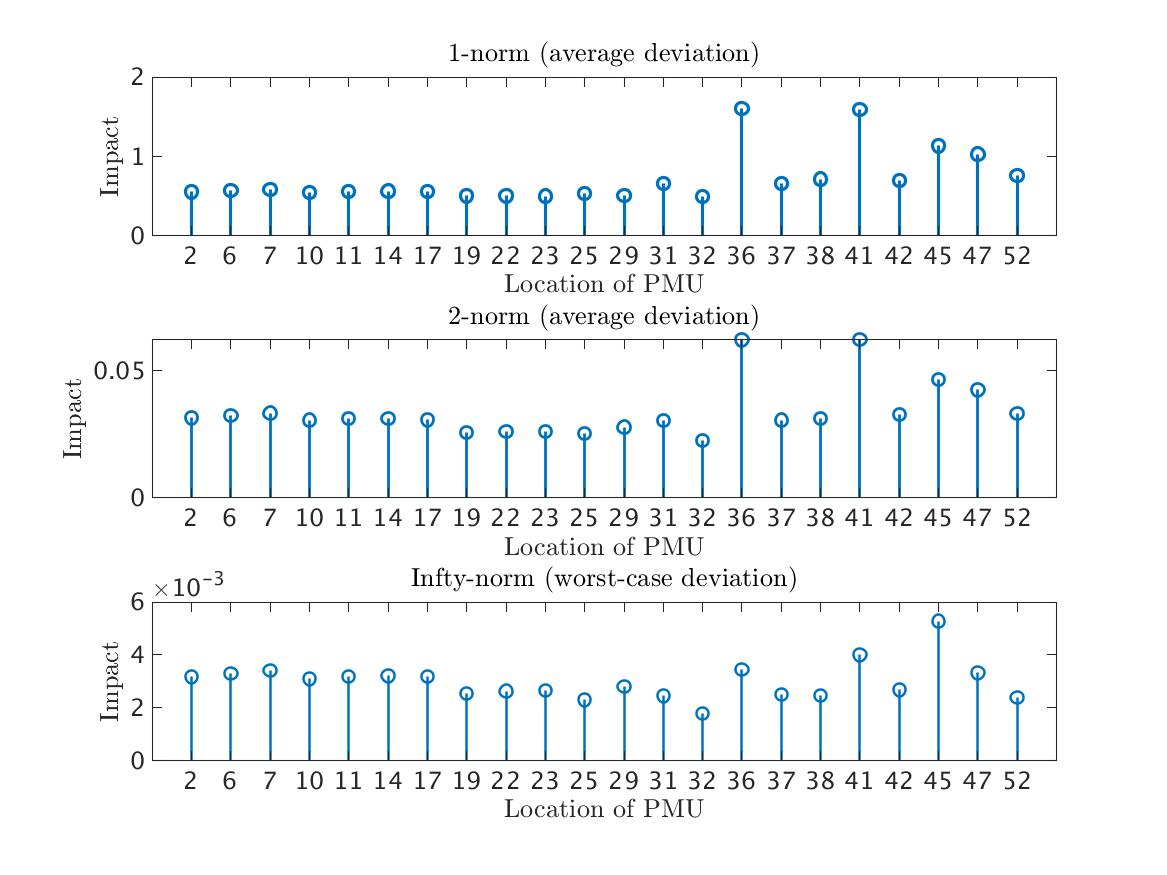 1-norm (average deviation)
2
1
0
Impact
2 6 7 10 11 14 17 19 22 23 25 29 31 32 36 37 38 41 42 45 47 52
Location of PMU
2-norm (average deviation)
0.05
0
Impact
2 6 7 10 11 14 17 19 22 23 25 29 31 32 36 37 38 41 42 45 47 52
Location of PMU
Infty-norm (worst-case deviation)
×10⁻³
6
4
2
0
Impact
2 6 7 10 11 14 17 19 22 23 25 29 31 32 36 37 38 41 42 45 47 52
Location of PMU